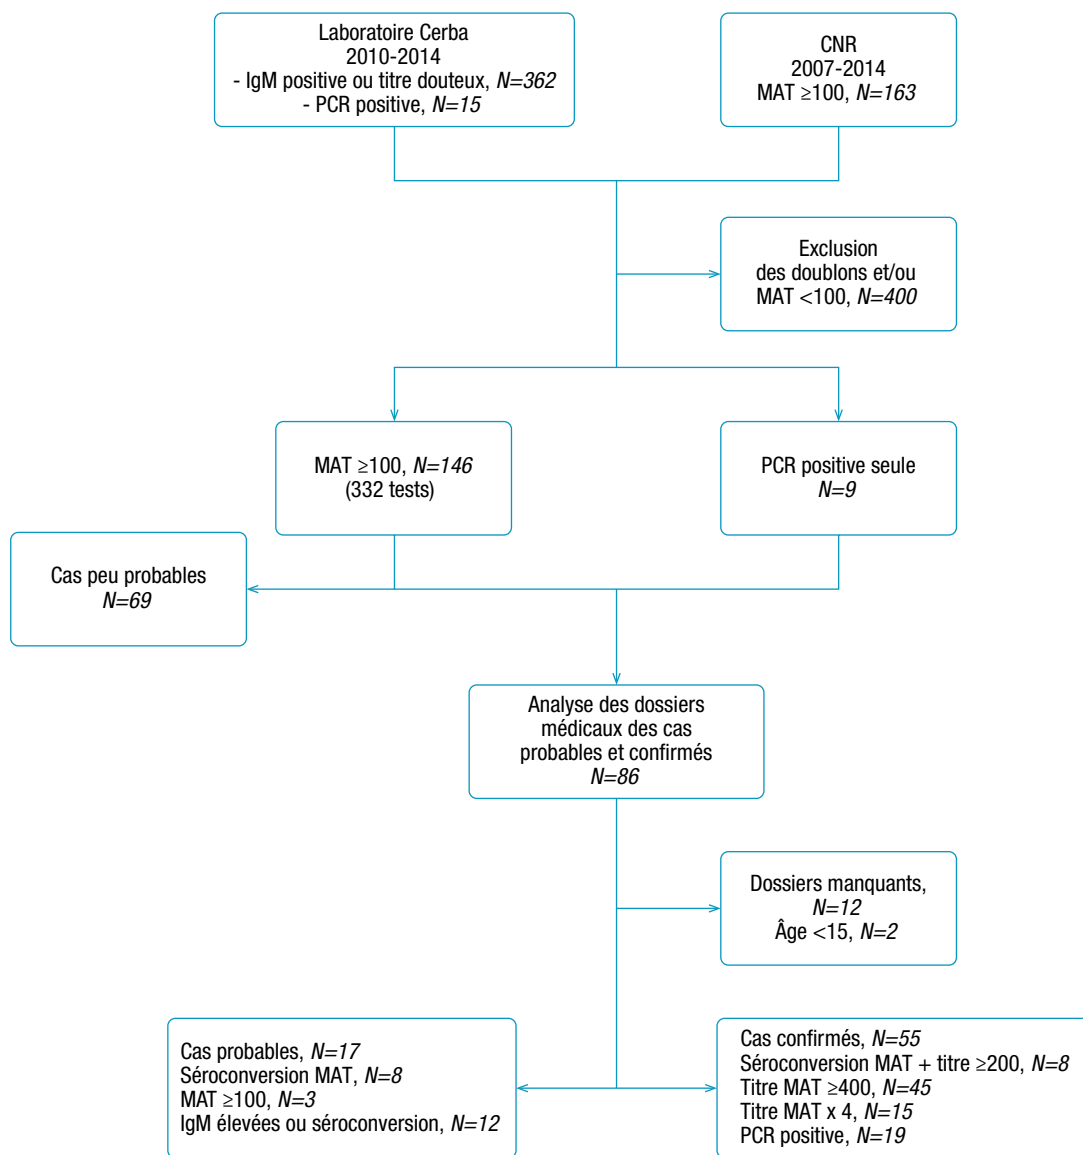 Laboratoire Cerba
2010-2014
- IgM positive ou titre douteux, N=362
- PCR positive, N=15
CNR
2007-2014
MAT ≥100, N=163
Exclusion
des doublons et/ou
MAT <100, N=400
MAT ≥100, N=146
(332 tests)
PCR positive seule
N=9
Cas peu probables
N=69
Analyse des dossiers
médicaux des cas
probables et confirmés
N=86
Dossiers manquants,
N=12
Âge <15, N=2
Cas probables, N=17
Séroconversion MAT, N=8
MAT ≥100, N=3
IgM élevées ou séroconversion, N=12
Cas confirmés, N=55
Séroconversion MAT + titre ≥200, N=8
Titre MAT ≥400, N=45
Titre MAT x 4, N=15
PCR positive, N=19